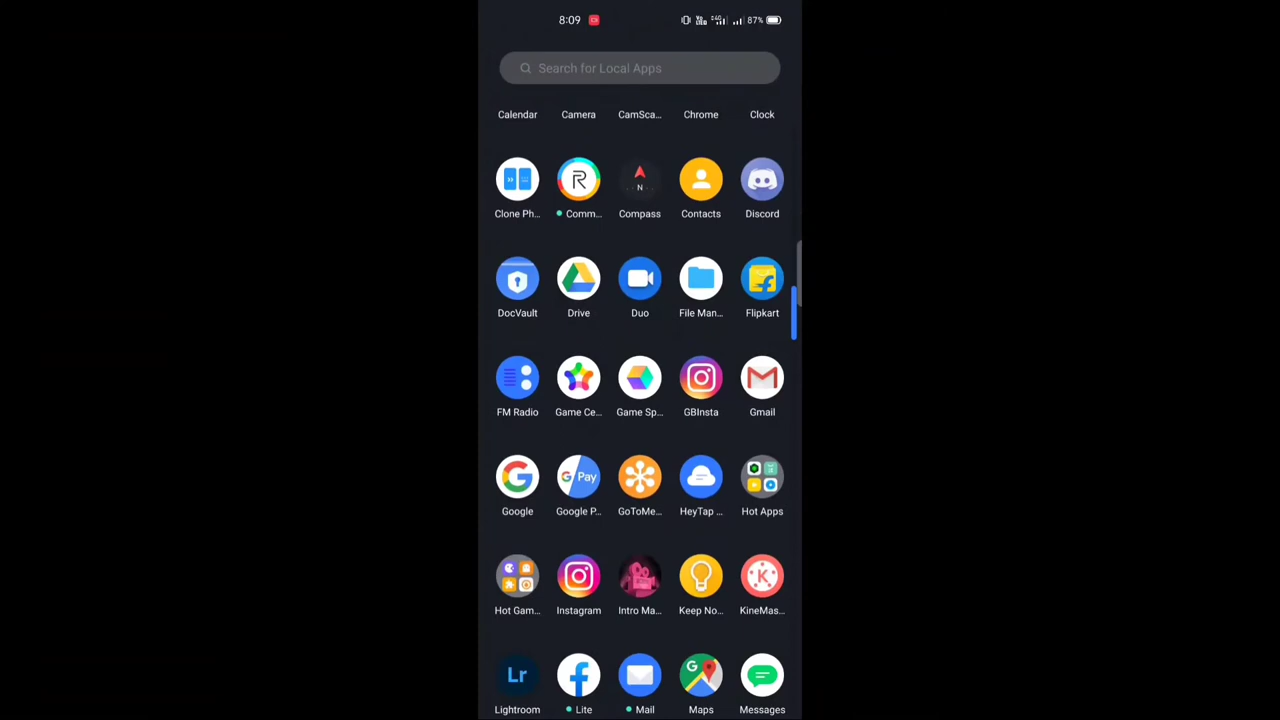 8:09 87%
Search for Local Apps
Calendar Camera CamSca... Chrome Clock
Clone Ph... Comm... Compass Contacts Discord
DocVault Drive Duo File Man... Flipkart
FM Radio Game Ce... Game Sp... GBInsta Gmail
Google Google P... GoToMe... HeyTap ... Hot Apps
Hot Gam... Instagram Intro Ma... Keep No... KineMas...
Lightroom Lite Mail Maps Messages